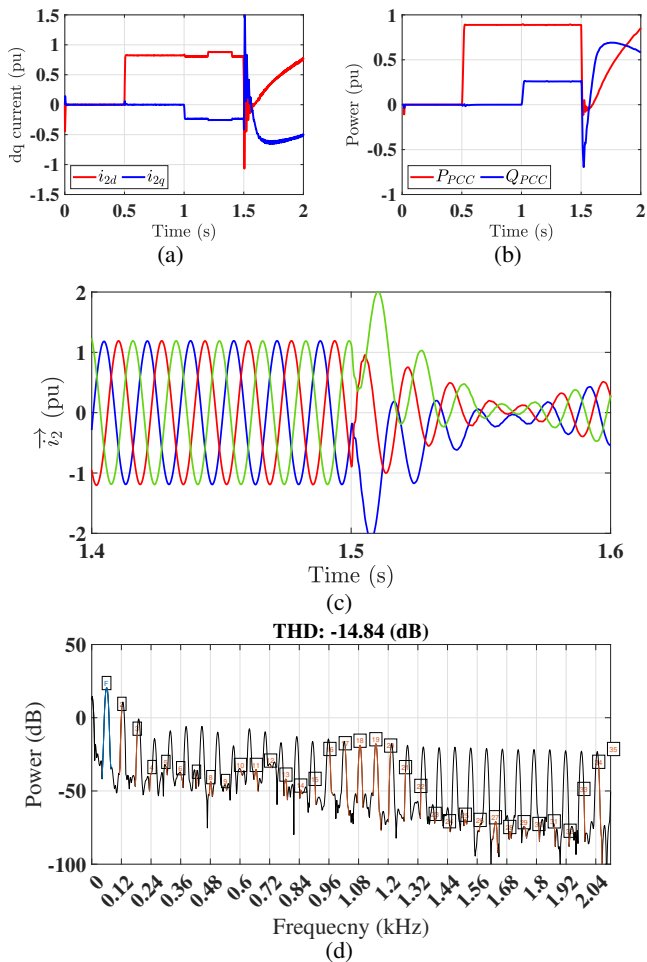 1.5
1
0.5
0
-0.5
-1
-1.5
dq current (pu)
i2d i2q
0 0.5 1 1.5 2
Time (s)
(a)
1
0.5
0
-0.5
-1
Power (pu)
PPCC QPCC
0 0.5 1 1.5 2
Time (s)
(b)
2
1
0
-1
-2
i2 (pu)
1.4 1.5 1.6
Time (s)
(c)
THD: -14.84 (dB)
50
0
-50
-100
Power (dB)
F
18
19
27
33
35
0 0.12 0.24 0.36 0.48 0.6 0.72 0.84 0.96 1.08 1.2 1.32 1.44 1.56 1.68 1.8 1.92 2.04
Frequecny (kHz)
(d)